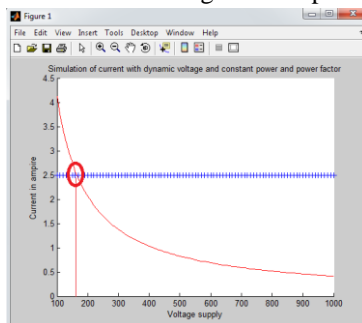 Figure 1
File Edit View Insert Tools Desktop Window Help
Simulation of current with dynamic voltage and constant power and power factor
4.5
4
3.5
3
2.5
2
1.5
1
0.5
0
Current in ampire
100 200 300 400 500 600 700 800 900 1000
Voltage supply